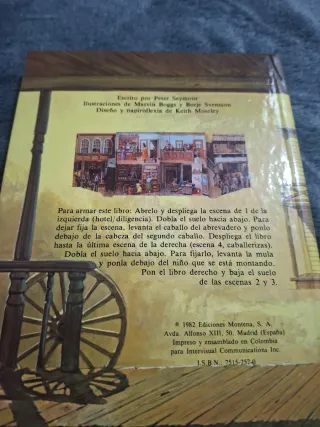 Escrito por Peter Seymour
Ilustraciones de Marvin Boggs y Borje Svensson
Diseño y papiroflexia de Keith Moseley
Para armar este libro: Abrelo y despliega la escena de 1 de la
izquierda (hotel/diligencia). Dobla el suelo hacia abajo. Para
dejar fija la escena, levanta el caballo del abrevadero y ponlo
debajo de la cabeza del segundo caballo. Despliega el libro
hasta la última escena de la derecha (escena 4, caballerizas).
Dobla el suelo hacia abajo. Para fijarlo, levanta la mula
y ponla debajo del niño que se está montando.
Pon el libro derecho y baja el suelo
de las escenas 2 y 3.
© 1982 Ediciones Montena, S. A.
Avda. Alfonso XIII, 50. Madrid (España)
Impreso y ensamblado en Colombia
para Intervisual Communications Inc.
I.S.B.N.: 7515-257-0